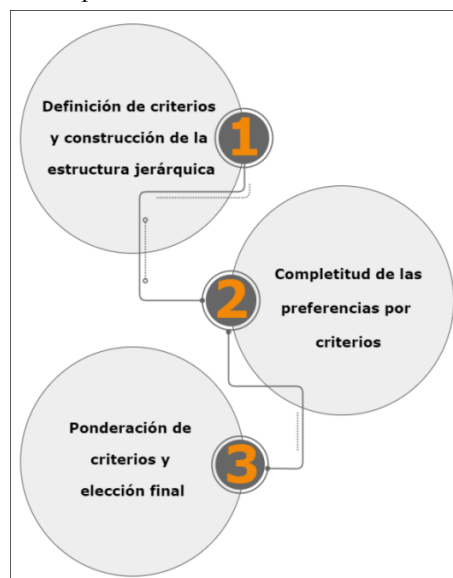 Definición de criterios
y construcción de la
estructura jerárquica
1
2
Completitud de las
preferencias por
criterios
Ponderación de
criterios y
elección final
3